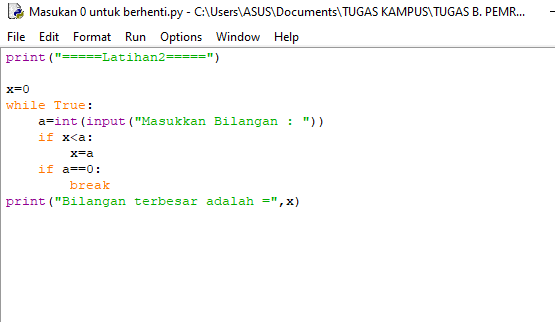 Masukan 0 untuk berhenti.py - C:\Users\ASUS\Documents\TUGAS KAMPUS\TUGAS B. PEMR...
File Edit Format Run Options Window Help
print("=====Latihan2=====")
x=0
while True:
    a=int(input("Masukkan Bilangan : "))
    if x<a:
        x=a
    if a==0:
        break
print("Bilangan terbesar adalah =",x)